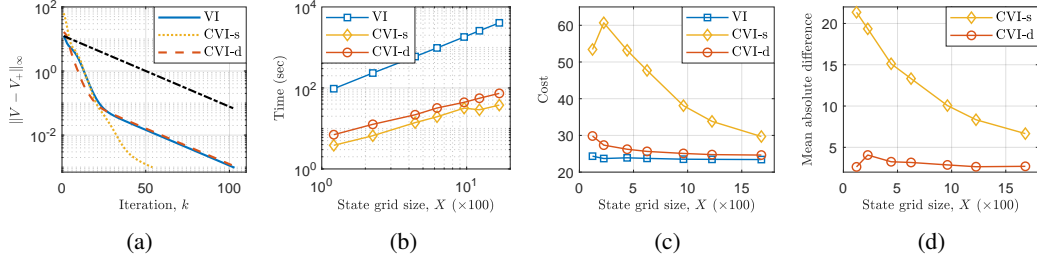 10^2
10^0
10^-2
0
50
100
‖V − V_+‖_∞
Iteration, k
VI
CVI-s
CVI-d
(a)
10^4
10^2
10^0
10^0
10^1
Time (sec)
State grid size, X (×100)
VI
CVI-s
CVI-d
(b)
60
50
40
30
20
0
5
10
15
Cost
State grid size, X (×100)
VI
CVI-s
CVI-d
(c)
20
15
10
5
0
5
10
15
Mean absolute difference
State grid size, X (×100)
CVI-s
CVI-d
(d)